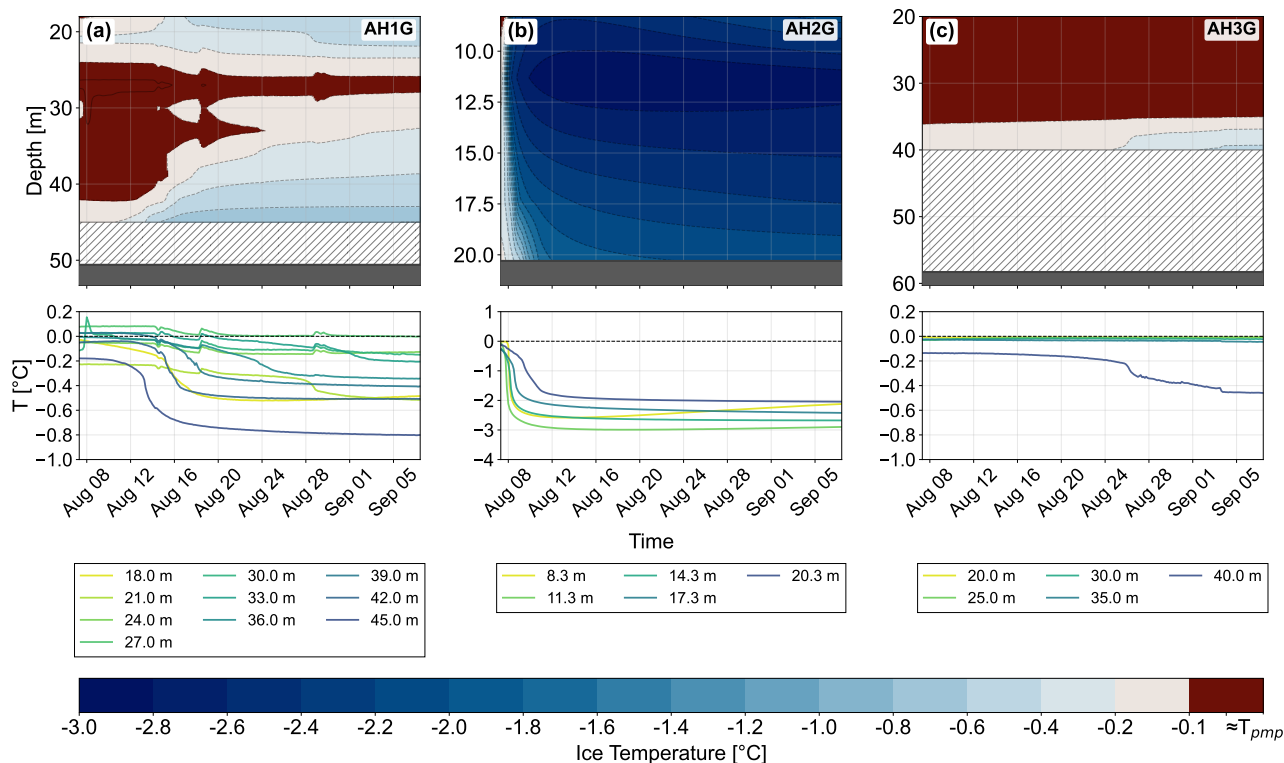 (a)
AH1G
(b)
AH2G
(c)
AH3G
20
30
40
50
Depth [m]
10.0
12.5
15.0
17.5
20.0
20
30
40
50
60
0.2
0.0
−0.2
−0.4
−0.6
−0.8
−1.0
T [°C]
1
0
−1
−2
−3
−4
0.2
0.0
−0.2
−0.4
−0.6
−0.8
−1.0
Aug 08
Aug 12
Aug 16
Aug 20
Aug 24
Aug 28
Sep 01
Sep 05
Aug 08
Aug 12
Aug 16
Aug 20
Aug 24
Aug 28
Sep 01
Sep 05
Aug 08
Aug 12
Aug 16
Aug 20
Aug 24
Aug 28
Sep 01
Sep 05
Time
18.0 m 30.0 m 39.0 m
21.0 m 33.0 m 42.0 m
24.0 m 36.0 m 45.0 m
27.0 m
8.3 m 14.3 m 20.3 m
11.3 m 17.3 m
20.0 m 30.0 m 40.0 m
25.0 m 35.0 m
-3.0 -2.8 -2.6 -2.4 -2.2 -2.0 -1.8 -1.6 -1.4 -1.2 -1.0 -0.8 -0.6 -0.4 -0.2 -0.1 ≈Tpmp
Ice Temperature [°C]